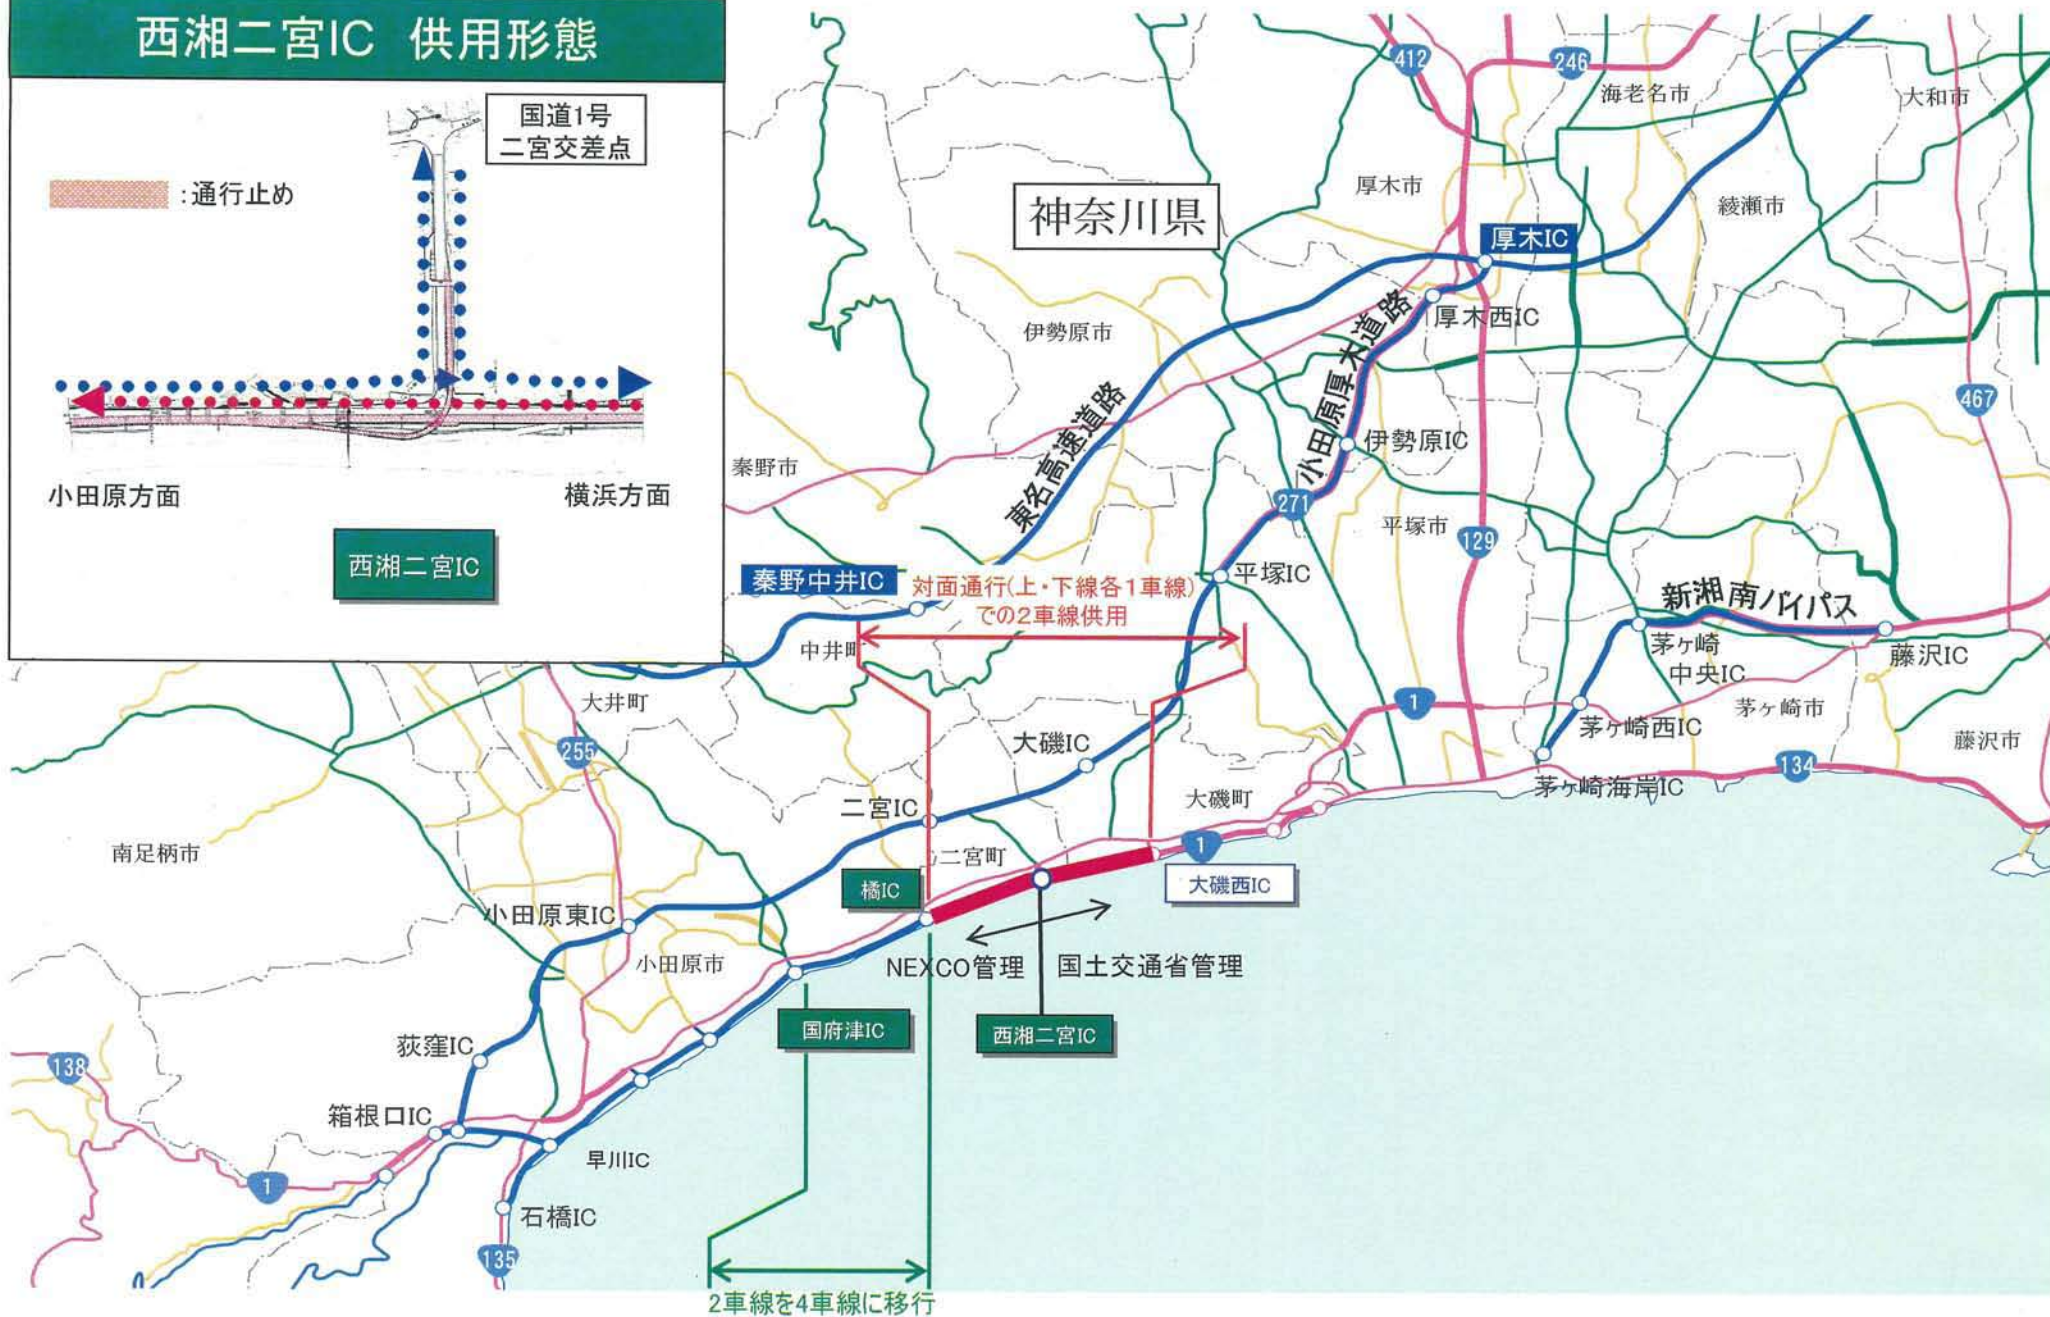 西湘二宮IC 供用形態
国道1号
二宮交差点
:通行止め
小田原方面
横浜方面
西湘二宮IC
神奈川県
412
246
海老名市
大和市
厚木市
綾瀬市
厚木IC
厚木西IC
伊勢原市
小田原厚木道路
東名高速道路
467
伊勢原IC
秦野市
271
平塚市
129
秦野中井IC
対面通行(上・下線各1車線)
での2車線供用
平塚IC
新湘南バイパス
中井町
茅ヶ崎
中央IC
藤沢IC
大井町
1
茅ヶ崎市
茅ヶ崎西IC
藤沢市
255
大磯IC
134
茅ヶ崎海岸IC
大磯町
二宮IC
南足柄市
二宮町
1
橘IC
大磯西IC
小田原東IC
小田原市
NEXCO管理
国土交通省管理
国府津IC
西湘二宮IC
荻窪IC
138
箱根口IC
早川IC
1
石橋IC
135
2車線を4車線に移行